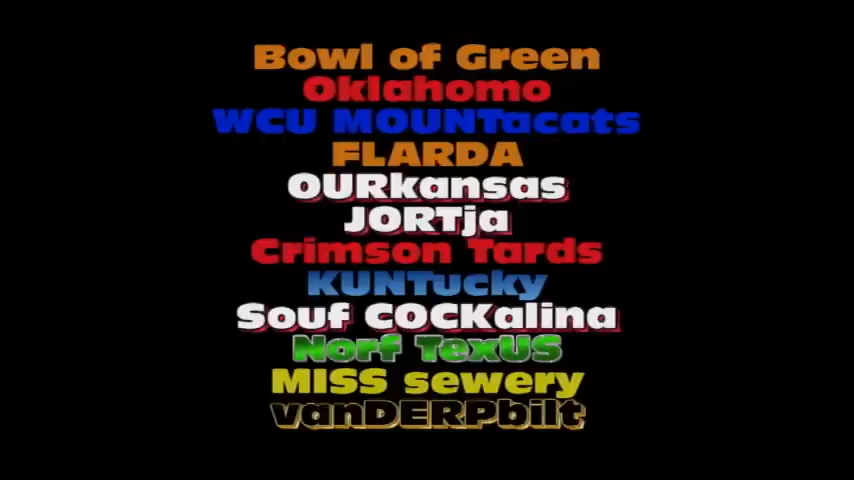 Bowl of Green
Oklahomo
WCU MOUNTacats
FLARDA
OURkansas
JORTja
Crimson Tards
KUNTucky
Souf COCKalina
Norf TexUS
MISS sewery
vanDERPbilt